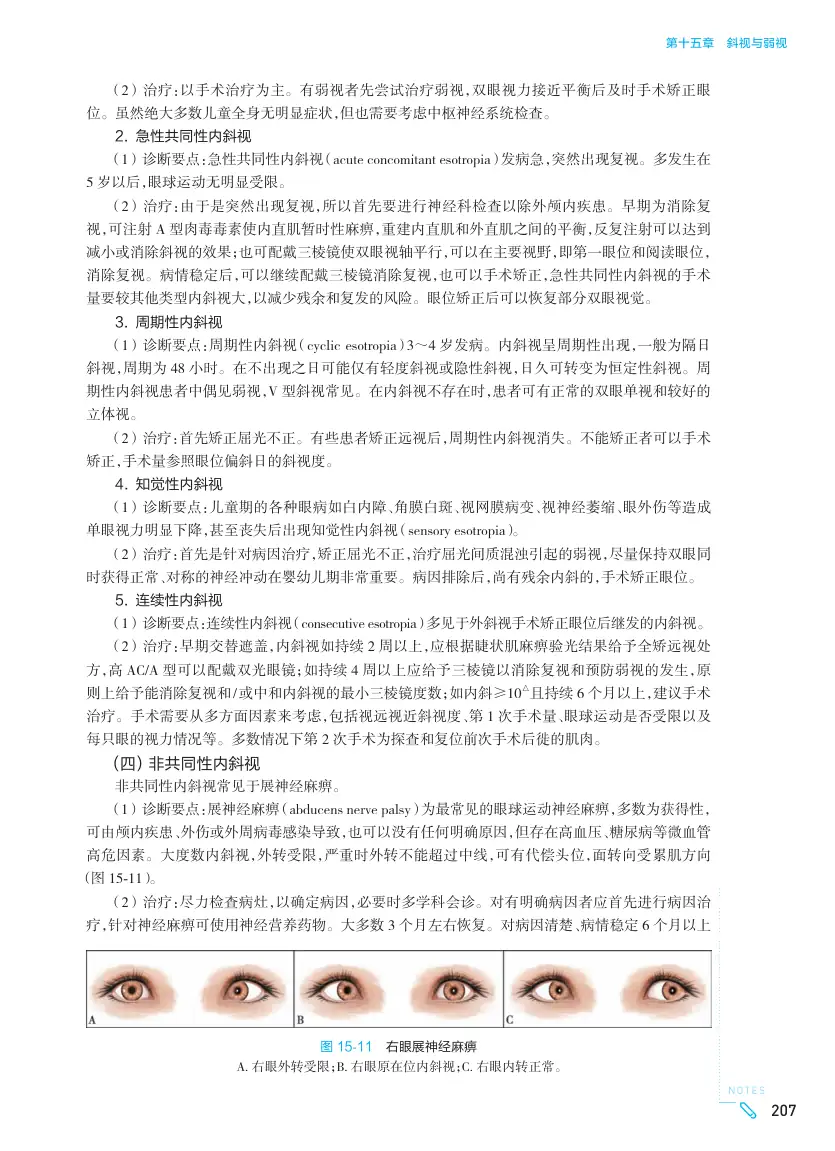 第十五章 斜视与弱视
（2）治疗:以手术治疗为主。有弱视者先尝试治疗弱视,双眼视力接近平衡后及时手术矫正眼
位。虽然绝大多数儿童全身无明显症状,但也需要考虑中枢神经系统检查。
2. 急性共同性内斜视
（1）诊断要点:急性共同性内斜视（acute concomitant esotropia）发病急,突然出现复视。多发生在
5 岁以后,眼球运动无明显受限。
（2）治疗:由于是突然出现复视,所以首先要进行神经科检查以除外颅内疾患。早期为消除复
视,可注射 A 型肉毒毒素使内直肌暂时性麻痹,重建内直肌和外直肌之间的平衡,反复注射可以达到
减小或消除斜视的效果;也可配戴三棱镜使双眼视轴平行,可以在主要视野,即第一眼位和阅读眼位,
消除复视。病情稳定后,可以继续配戴三棱镜消除复视,也可以手术矫正,急性共同性内斜视的手术
量要较其他类型内斜视大,以减少残余和复发的风险。眼位矫正后可以恢复部分双眼视觉。
3. 周期性内斜视
（1）诊断要点:周期性内斜视（cyclic esotropia）3～4 岁发病。内斜视呈周期性出现,一般为隔日
斜视,周期为 48 小时。在不出现之日可能仅有轻度斜视或隐性斜视,日久可转变为恒定性斜视。周
期性内斜视患者中偶见弱视,V 型斜视常见。在内斜视不存在时,患者可有正常的双眼单视和较好的
立体视。
（2）治疗:首先矫正屈光不正。有些患者矫正远视后,周期性内斜视消失。不能矫正者可以手术
矫正,手术量参照眼位偏斜日的斜视度。
4. 知觉性内斜视
（1）诊断要点:儿童期的各种眼病如白内障、角膜白斑、视网膜病变、视神经萎缩、眼外伤等造成
单眼视力明显下降,甚至丧失后出现知觉性内斜视（sensory esotropia）。
（2）治疗:首先是针对病因治疗,矫正屈光不正,治疗屈光间质混浊引起的弱视,尽量保持双眼同
时获得正常、对称的神经冲动在婴幼儿期非常重要。病因排除后,尚有残余内斜的,手术矫正眼位。
5. 连续性内斜视
（1）诊断要点:连续性内斜视（consecutive esotropia）多见于外斜视手术矫正眼位后继发的内斜视。
（2）治疗:早期交替遮盖,内斜视如持续 2 周以上,应根据睫状肌麻痹验光结果给予全矫远视处
方,高 AC/A 型可以配戴双光眼镜;如持续 4 周以上应给予三棱镜以消除复视和预防弱视的发生,原
则上给予能消除复视和/或中和内斜视的最小三棱镜度数;如内斜≥10△且持续 6 个月以上,建议手术
治疗。手术需要从多方面因素来考虑,包括视远视近斜视度、第 1 次手术量、眼球运动是否受限以及
每只眼的视力情况等。多数情况下第 2 次手术为探查和复位前次手术后徙的肌肉。
（四）非共同性内斜视
非共同性内斜视常见于展神经麻痹。
（1）诊断要点:展神经麻痹（abducens nerve palsy）为最常见的眼球运动神经麻痹,多数为获得性,
可由颅内疾患、外伤或外周病毒感染导致,也可以没有任何明确原因,但存在高血压、糖尿病等微血管
高危因素。大度数内斜视,外转受限,严重时外转不能超过中线,可有代偿头位,面转向受累肌方向
（图 15-11）。
（2）治疗:尽力检查病灶,以确定病因,必要时多学科会诊。对有明确病因者应首先进行病因治
疗,针对神经麻痹可使用神经营养药物。大多数 3 个月左右恢复。对病因清楚、病情稳定 6 个月以上
A B C
图 15-11 右眼展神经麻痹
A. 右眼外转受限;B. 右眼原在位内斜视;C. 右眼内转正常。
NOTES
207